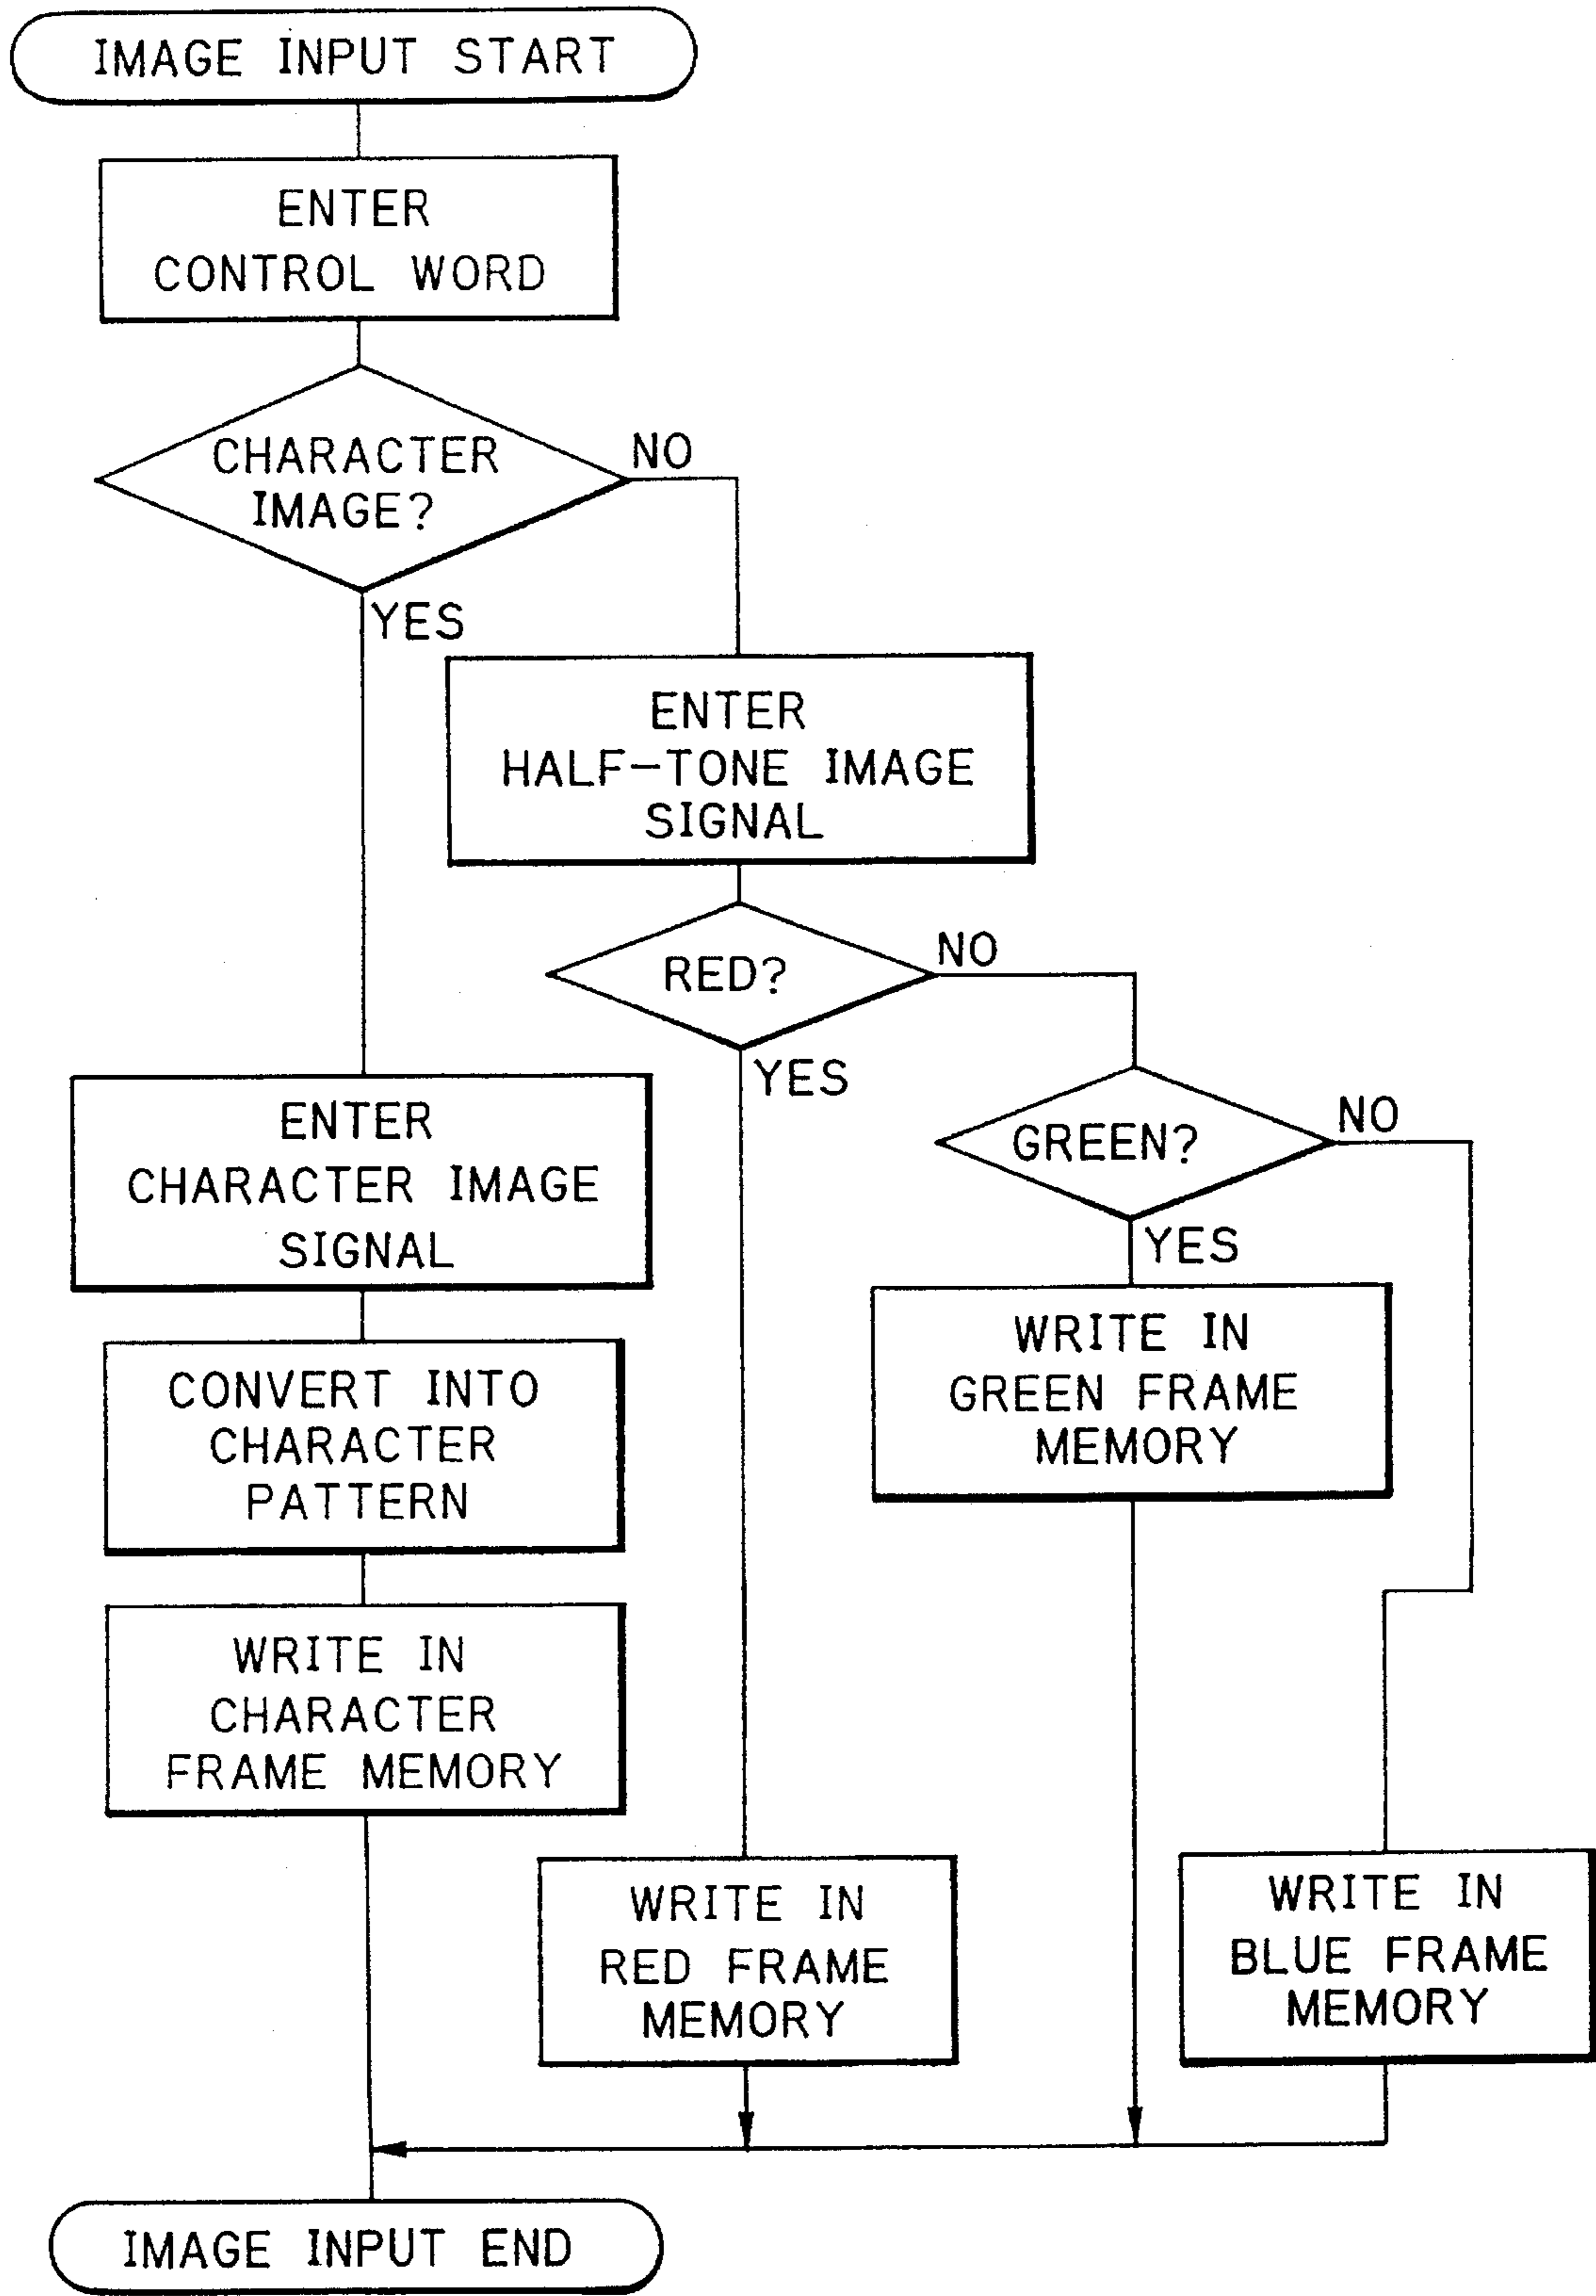 IMAGE INPUT START
ENTER
CONTROL WORD
CHARACTER
IMAGE?
NO
YES
ENTER
HALF-TONE IMAGE
SIGNAL
RED?
NO
YES
GREEN?
NO
YES
ENTER
CHARACTER IMAGE
SIGNAL
CONVERT INTO
CHARACTER
PATTERN
WRITE IN
CHARACTER
FRAME MEMORY
WRITE IN
GREEN FRAME
MEMORY
WRITE IN
RED FRAME
MEMORY
WRITE IN
BLUE FRAME
MEMORY
IMAGE INPUT END